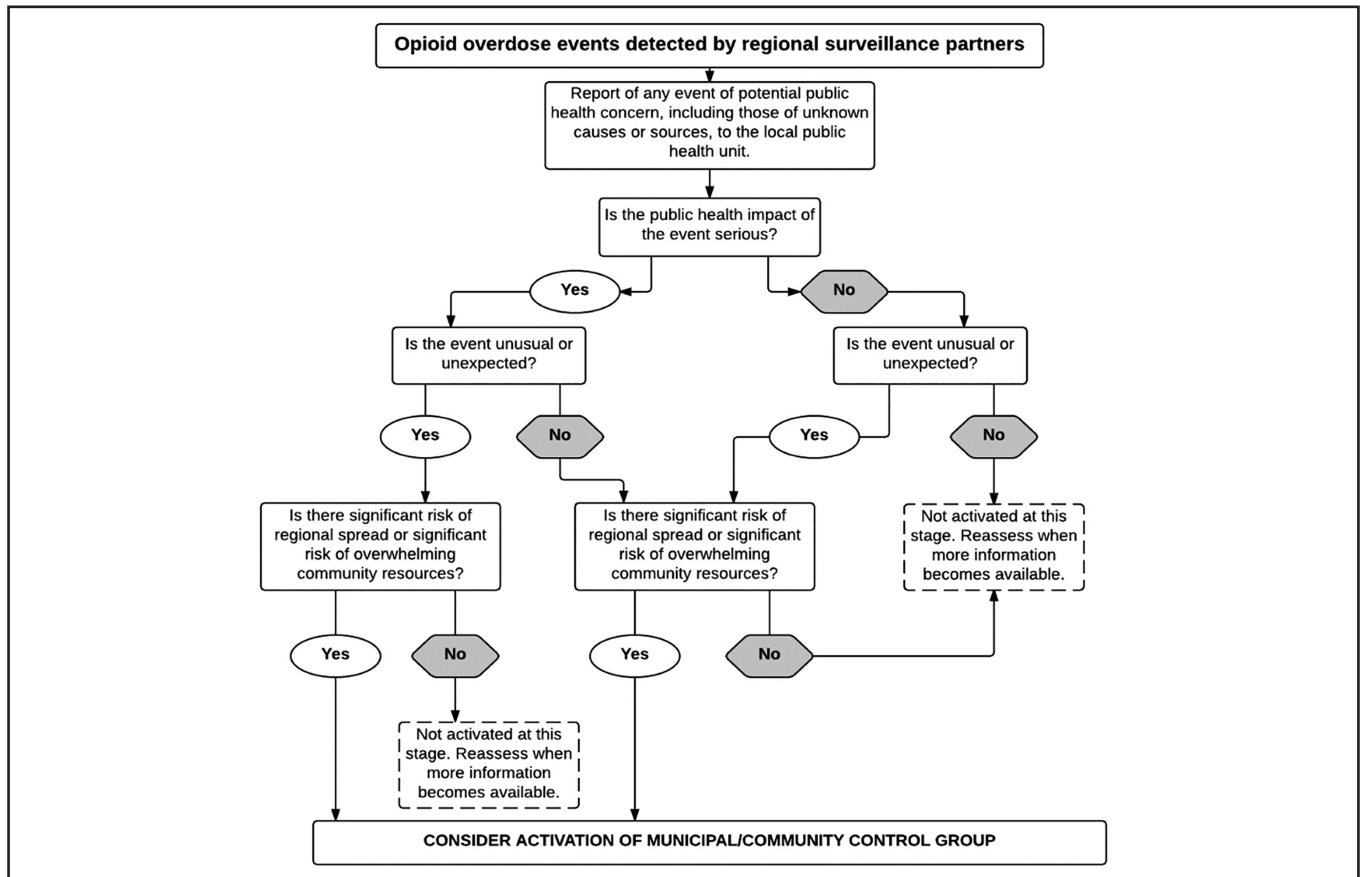 Opioid overdose events detected by regional surveillance partners
Report of any event of potential public
health concern, including those of unknown
causes or sources, to the local public
health unit.
Is the public health impact of
the event serious?
Yes
No
Is the event unusual or
unexpected?
Is the event unusual or
unexpected?
Yes
No
Yes
No
Is there significant risk of
regional spread or significant
risk of overwhelming
community resources?
Is there significant risk of
regional spread or significant
risk of overwhelming
community resources?
Not activated at this
stage. Reassess when
more information
becomes available.
Yes
No
Yes
No
Not activated at this
stage. Reassess when
more information
becomes available.
CONSIDER ACTIVATION OF MUNICIPAL/COMMUNITY CONTROL GROUP